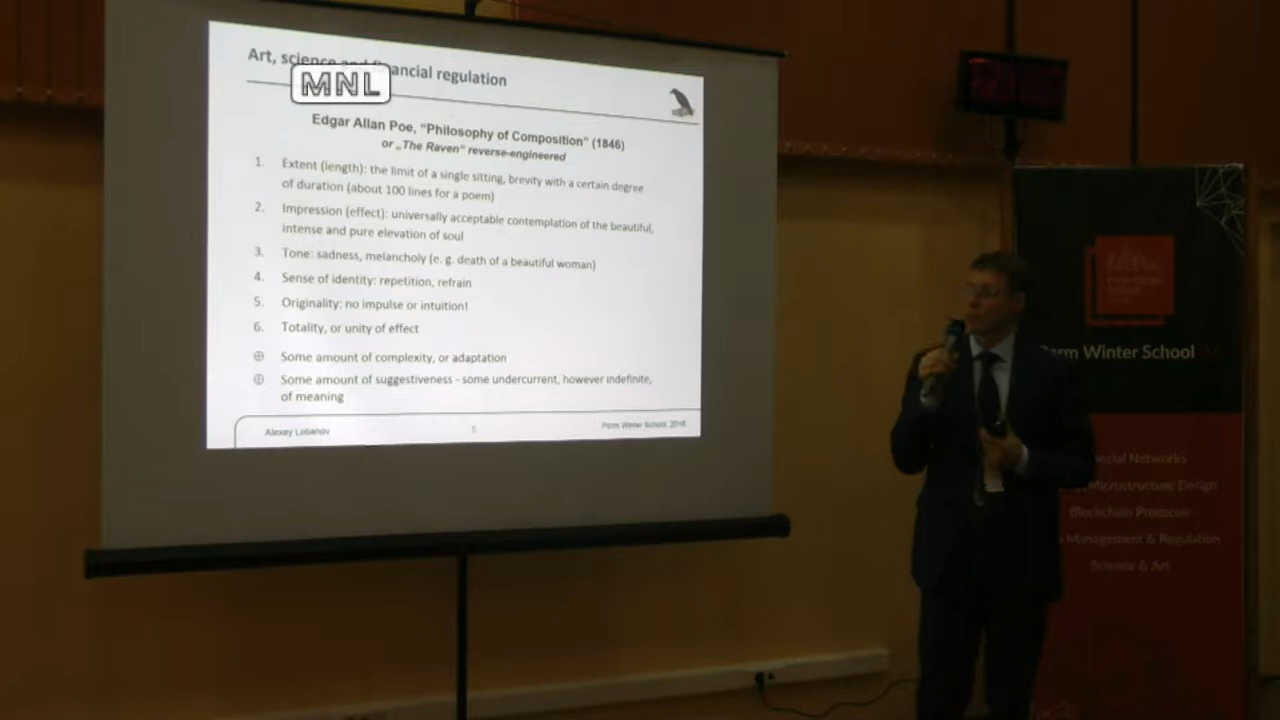 Art, science and financial regulation
MNL
Edgar Allan Poe, “Philosophy of Composition” (1846)
or „The Raven” reverse-engineered
1. Extent (length): the limit of a single sitting, brevity with a certain degree
of duration (about 100 lines for a poem)
2. Impression (effect): universally acceptable contemplation of the beautiful,
intense and pure elevation of soul
3. Tone: sadness, melancholy (e. g. death of a beautiful woman)
4. Sense of identity: repetition, refrain
5. Originality: no impulse or intuition!
6. Totality, or unity of effect
⊕ Some amount of complexity, or adaptation
Some amount of suggestiveness - some undercurrent, however indefinite,
of meaning
Alexey Lobanov
5
Perm Winter School, 2016
Perm Winter School
Social Networks
Microstructure Design
Blockchain Protocols
Management & Regulation
Science & Art